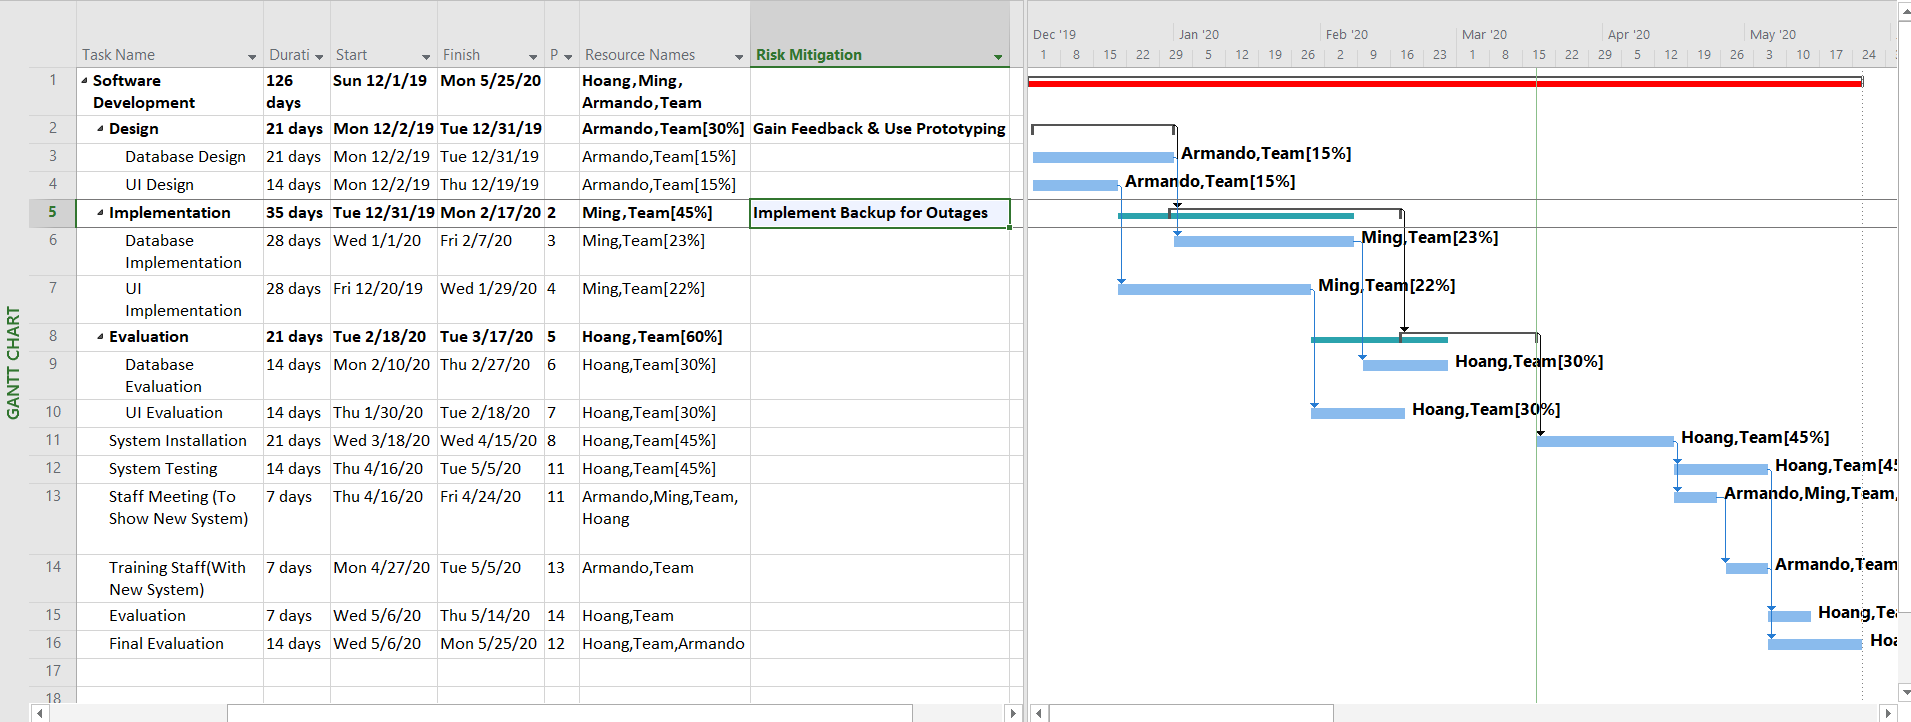 Dec '19 Jan '20 Feb '20 Mar '20 Apr '20 May '20
Task Name Durati Start Finish P Resource Names Risk Mitigation
1 8 15 22 29 5 12 19 26 2 9 16 23 1 8 15 22 29 5 12 19 26 3 10 17 24
GANTT CHART
1 Software Development 126 days Sun 12/1/19 Mon 5/25/20 Hoang,Ming, Armando,Team
2 Design 21 days Mon 12/2/19 Tue 12/31/19 Armando,Team[30%] Gain Feedback & Use Prototyping
3 Database Design 21 days Mon 12/2/19 Tue 12/31/19 Armando,Team[15%] Armando,Team[15%]
4 UI Design 14 days Mon 12/2/19 Thu 12/19/19 Armando,Team[15%] Armando,Team[15%]
5 Implementation 35 days Tue 12/31/19 Mon 2/17/20 2 Ming,Team[45%] Implement Backup for Outages
6 Database Implementation 28 days Wed 1/1/20 Fri 2/7/20 3 Ming,Team[23%] Ming,Team[23%]
7 UI Implementation 28 days Fri 12/20/19 Wed 1/29/20 4 Ming,Team[22%] Ming,Team[22%]
8 Evaluation 21 days Tue 2/18/20 Tue 3/17/20 5 Hoang,Team[60%]
9 Database Evaluation 14 days Mon 2/10/20 Thu 2/27/20 6 Hoang,Team[30%] Hoang,Team[30%]
10 UI Evaluation 14 days Thu 1/30/20 Tue 2/18/20 7 Hoang,Team[30%] Hoang,Team[30%]
11 System Installation 21 days Wed 3/18/20 Wed 4/15/20 8 Hoang,Team[45%] Hoang,Team[45%]
12 System Testing 14 days Thu 4/16/20 Tue 5/5/20 11 Hoang,Team[45%] Hoang,Team[45
13 Staff Meeting (To Show New System) 7 days Thu 4/16/20 Fri 4/24/20 11 Armando,Ming,Team, Hoang Armando,Ming,Team,
14 Training Staff(With New System) 7 days Mon 4/27/20 Tue 5/5/20 13 Armando,Team Armando,Team
15 Evaluation 7 days Wed 5/6/20 Thu 5/14/20 14 Hoang,Team Hoang,Te
16 Final Evaluation 14 days Wed 5/6/20 Mon 5/25/20 12 Hoang,Team,Armando Hoa
17
18